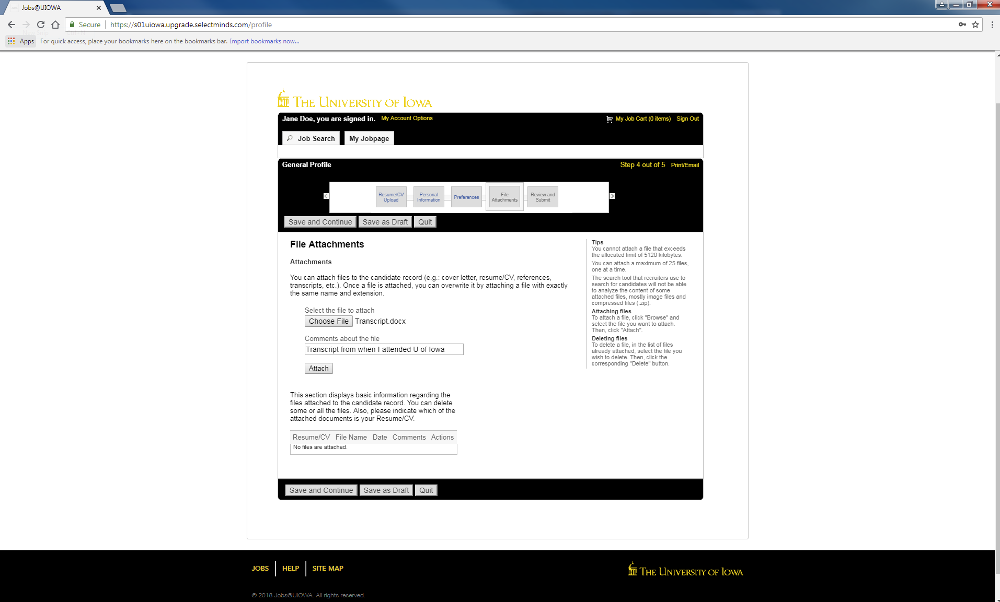 Jobs@UIOWA
Secure https://s01uiowa.upgrade.selectminds.com/profile
Apps For quick access, place your bookmarks here on the bookmarks bar. Import bookmarks now...
THE UNIVERSITY OF IOWA
Jane Doe, you are signed in. My Account Options My Job Cart (0 items) Sign Out
Job Search My Jobpage
General Profile Step 4 out of 5 Print/Email
Resume/CV Upload
Personal Information
Preferences
File Attachments
Review and Submit
Save and Continue Save as Draft Quit
File Attachments
Attachments
You can attach files to the candidate record (e.g.: cover letter, resume/CV, references,
transcripts, etc.). Once a file is attached, you can overwrite it by attaching a file with exactly
the same name and extension.
Select the file to attach
Choose File Transcript.docx
Comments about the file
Transcript from when I attended U of Iowa
Attach
This section displays basic information regarding the
files attached to the candidate record. You can delete
some or all the files. Also, please indicate which of the
attached documents is your Resume/CV.
Resume/CV File Name Date Comments Actions
No files are attached.
Tips
You cannot attach a file that exceeds
the allocated limit of 5120 kilobytes.
You can attach a maximum of 25 files,
one at a time.
The search tool that recruiters use to
search for candidates will not be able
to analyze the content of some
attached files, mostly image files and
compressed files (.zip).
Attaching files
To attach a file, click "Browse" and
select the file you want to attach.
Then, click "Attach".
Deleting files
To delete a file, in the list of files
already attached, select the file you
wish to delete. Then, click the
corresponding "Delete" button.
Save and Continue Save as Draft Quit
JOBS HELP SITE MAP
THE UNIVERSITY OF IOWA
© 2018 Jobs@UIOWA. All rights reserved.